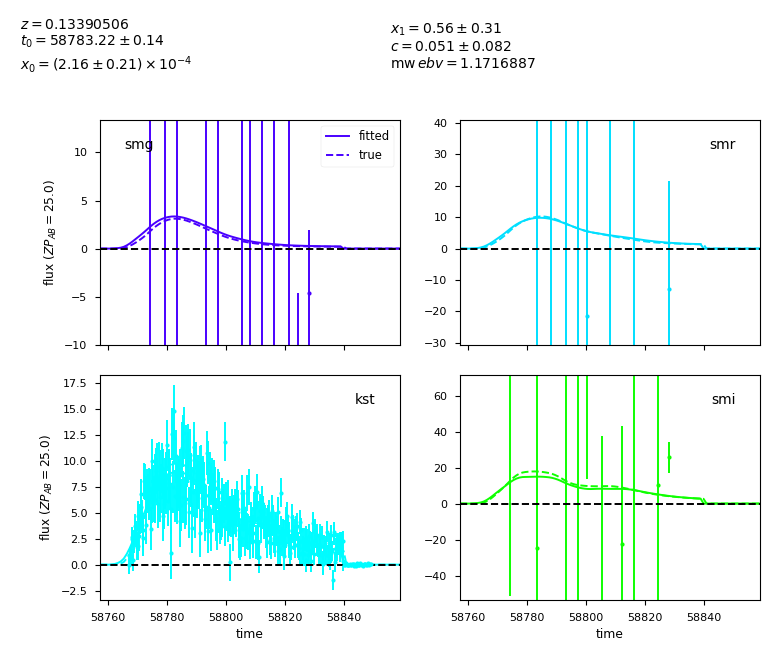 z = 0.13390506
t0 = 58783.22 ± 0.14
x0 = (2.16 ± 0.21) × 10^−4
x1 = 0.56 ± 0.31
c = 0.051 ± 0.082
mw ebv = 1.1716887
smg
fitted
true
10
5
0
−5
−10
flux (ZP_AB = 25.0)
smr
40
30
20
10
0
−10
−20
−30
kst
17.5
15.0
12.5
10.0
7.5
5.0
2.5
0.0
−2.5
flux (ZP_AB = 25.0)
58760 58780 58800 58820 58840
time
smi
60
40
20
0
−20
−40
58760 58780 58800 58820 58840
time